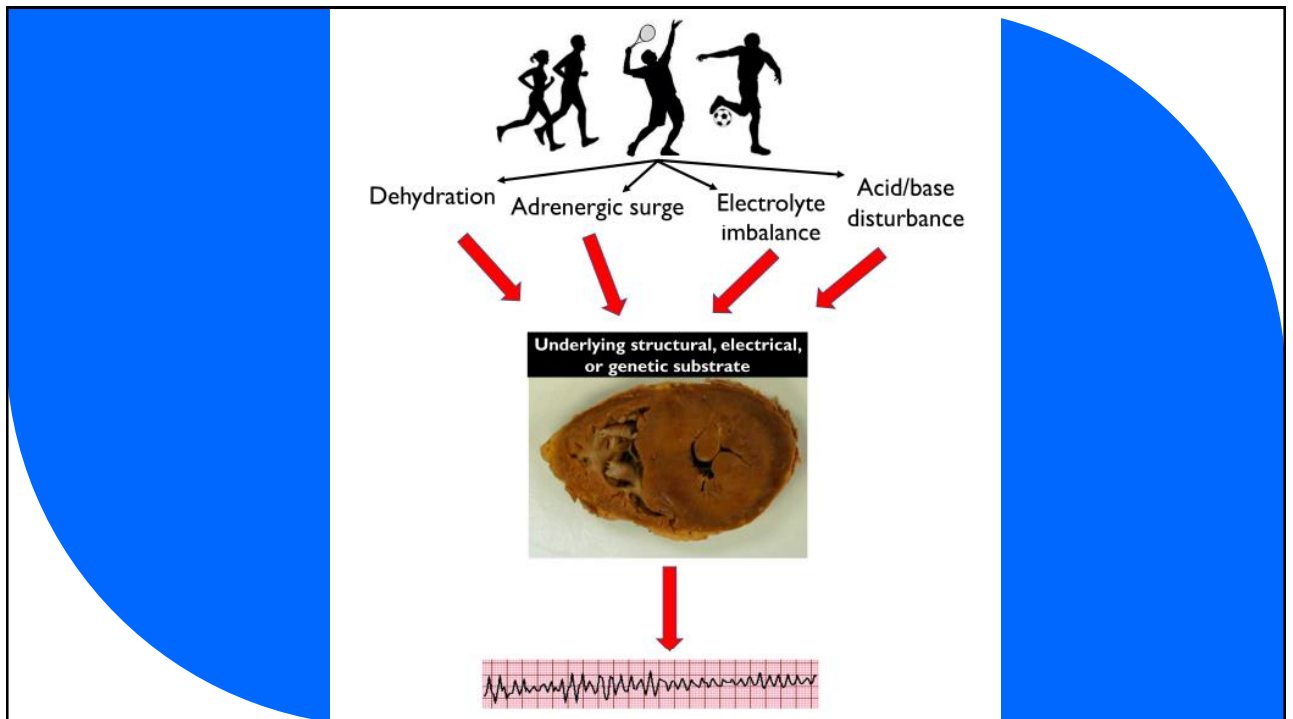 Dehydration
Adrenergic surge
Electrolyte
imbalance
Acid/base
disturbance
Underlying structural, electrical,
or genetic substrate